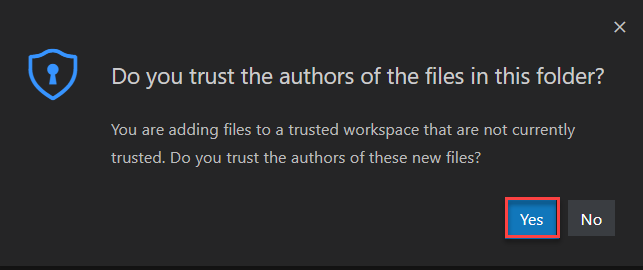 Do you trust the authors of the files in this folder?
You are adding files to a trusted workspace that are not currently
trusted. Do you trust the authors of these new files?
Yes No